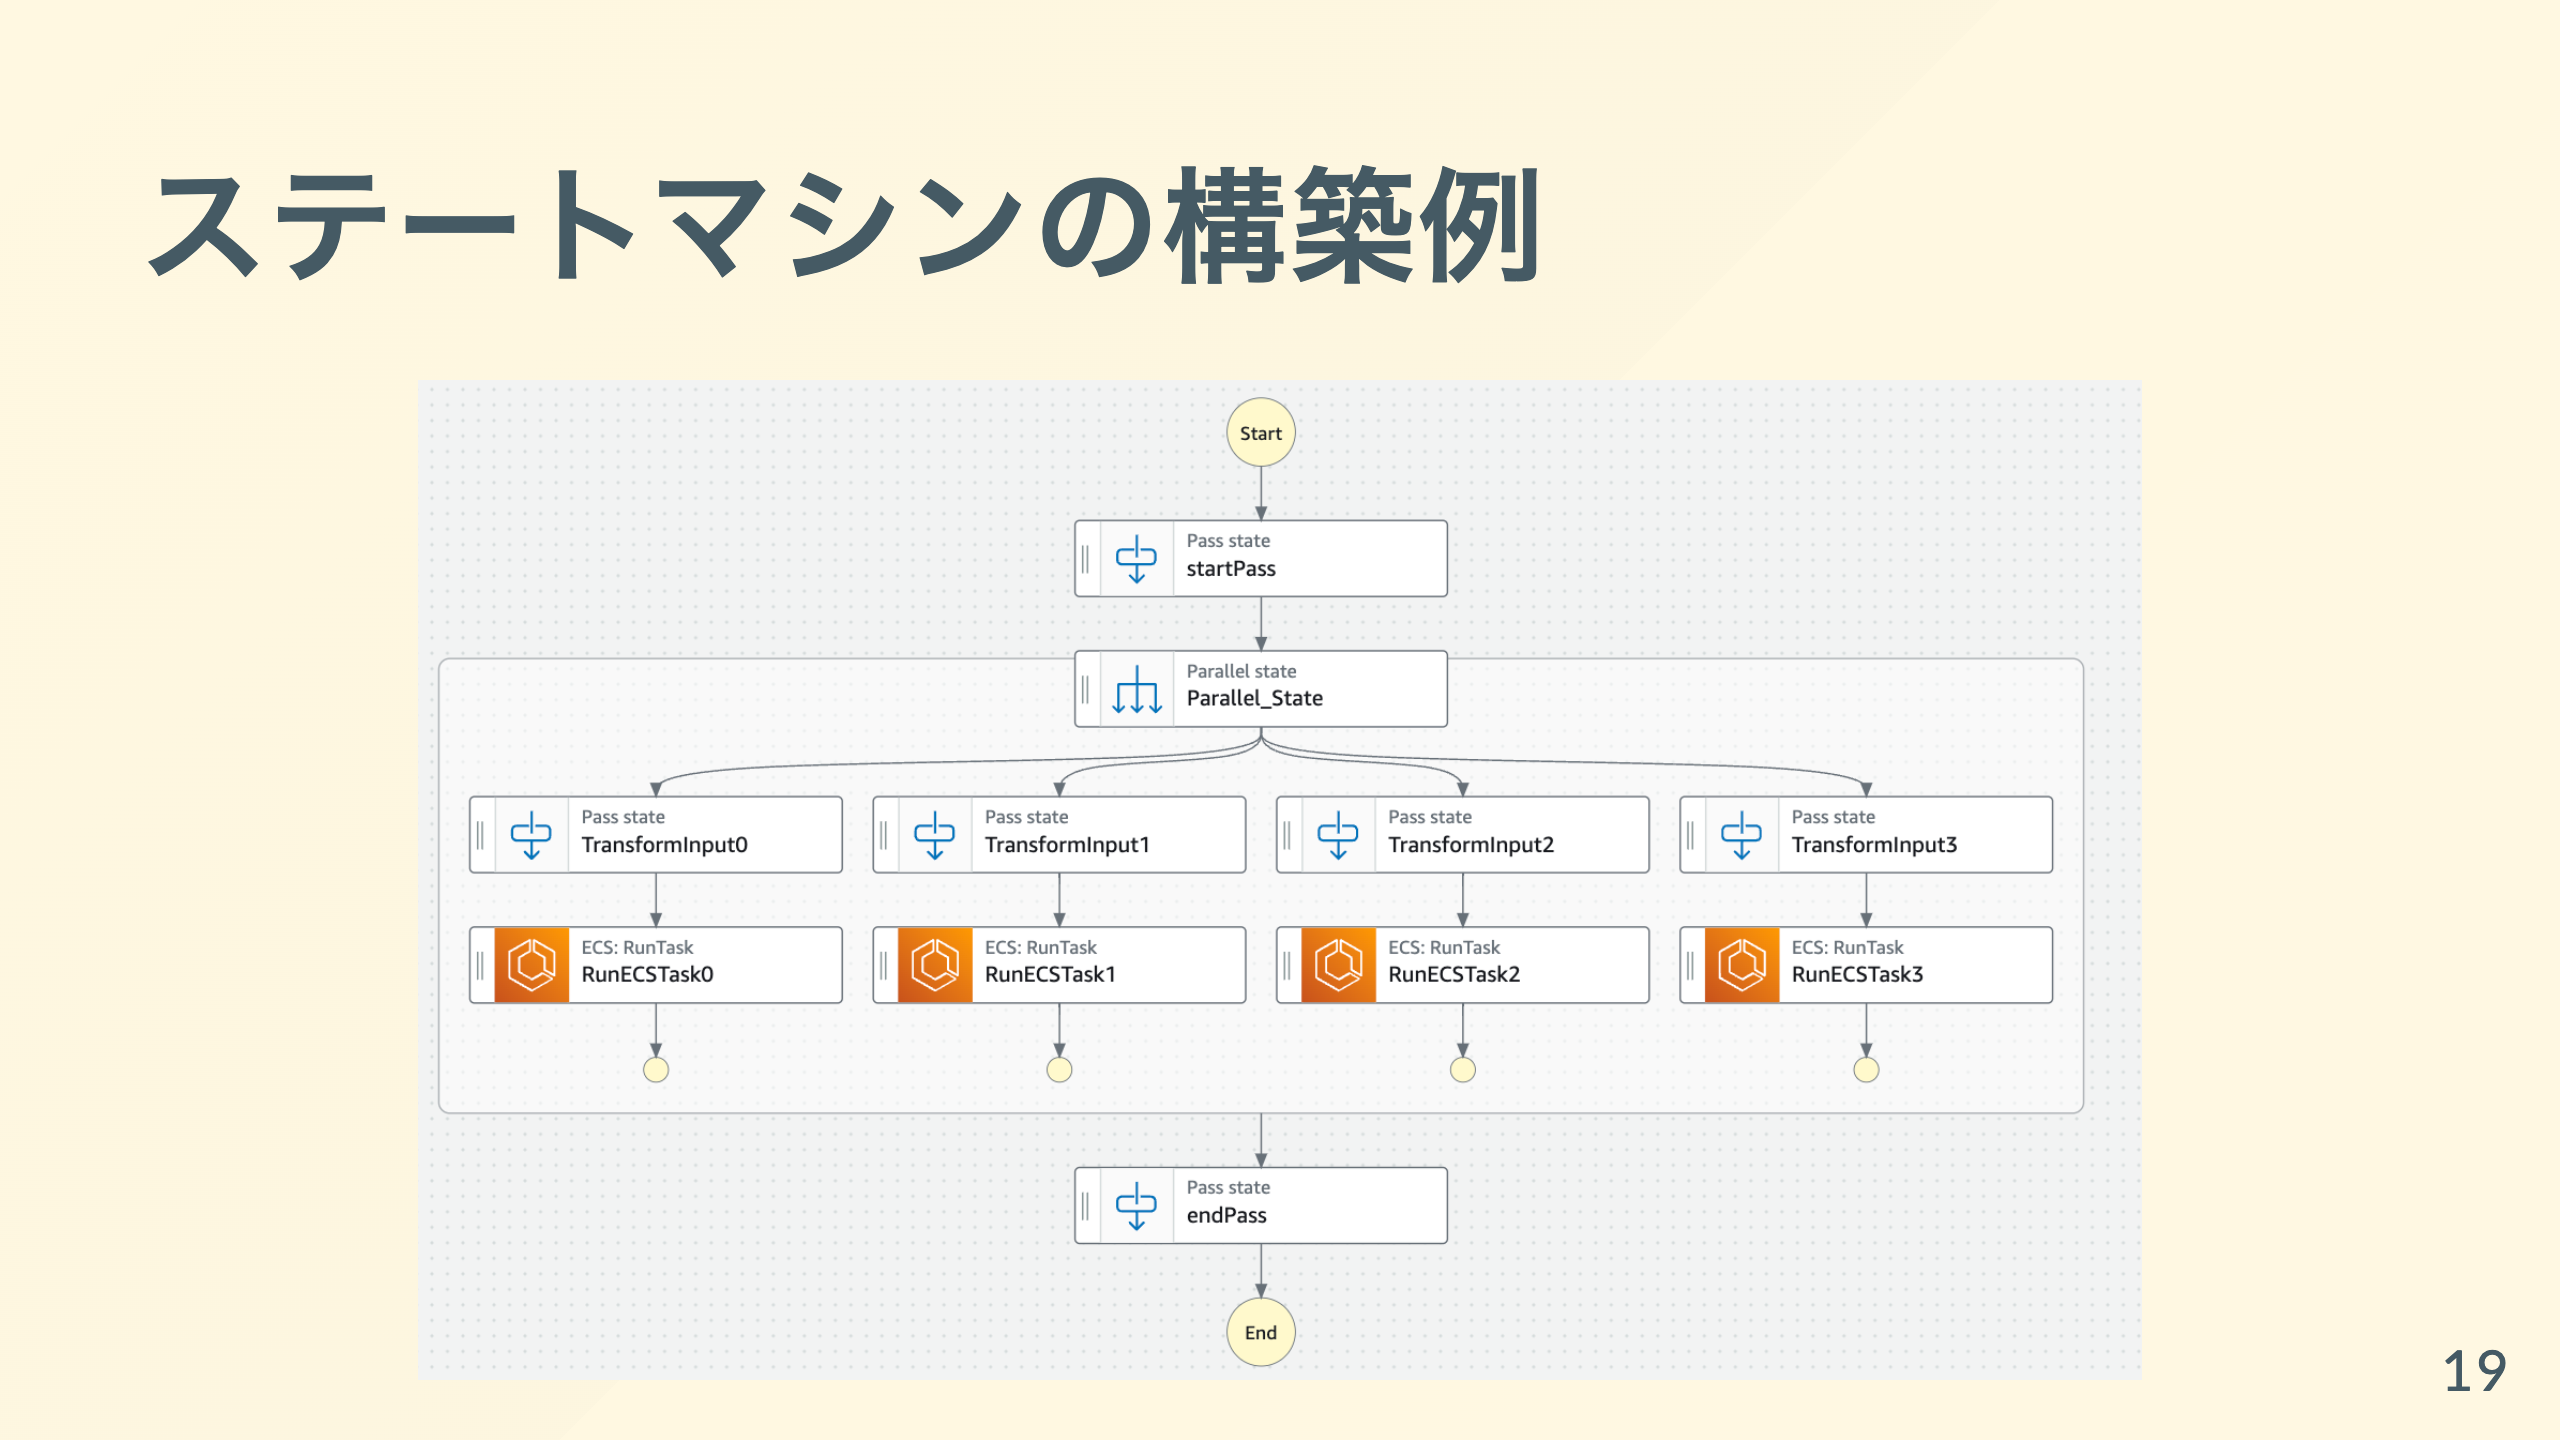 ステートマシンの構築例
Start
Pass state
startPass
Parallel state
Parallel_State
Pass state
TransformInput0
Pass state
TransformInput1
Pass state
TransformInput2
Pass state
TransformInput3
ECS: RunTask
RunECSTask0
ECS: RunTask
RunECSTask1
ECS: RunTask
RunECSTask2
ECS: RunTask
RunECSTask3
Pass state
endPass
End
19